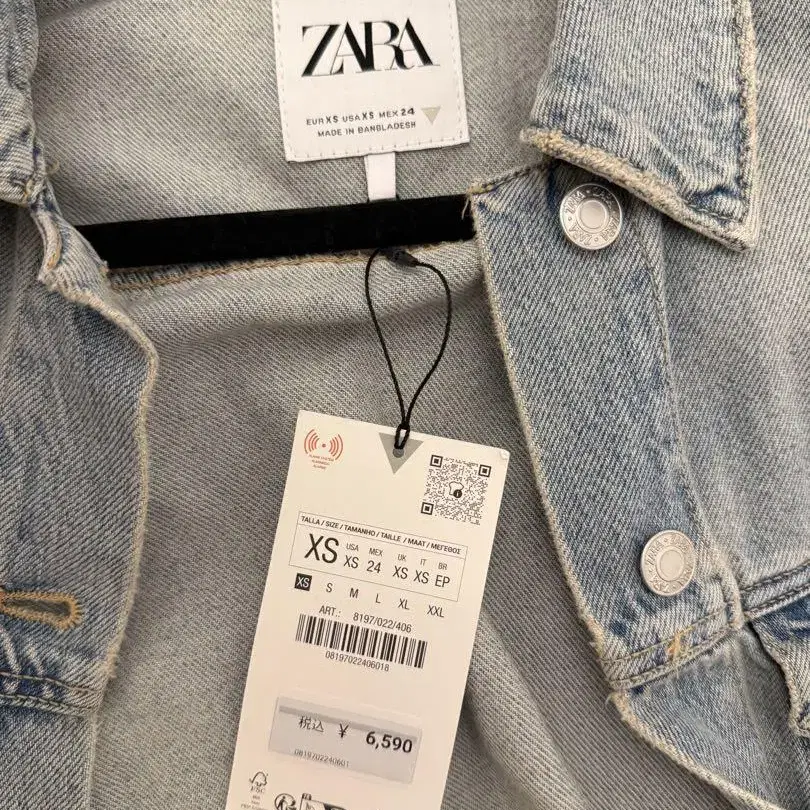 ZARA
EUR XS USA XS MEX 24
MADE IN BANGLADESH
TALLA / SIZE / TAMANHO / TAILLE / MAAT / ΜΕΓΕΘΟΣ
XS USA XS MEX 24 UK XS IT XS BR EP
XS S M L XL XXL
ART.: 8197/022/406
08197022406018
税込 ¥ 6,590
FSC